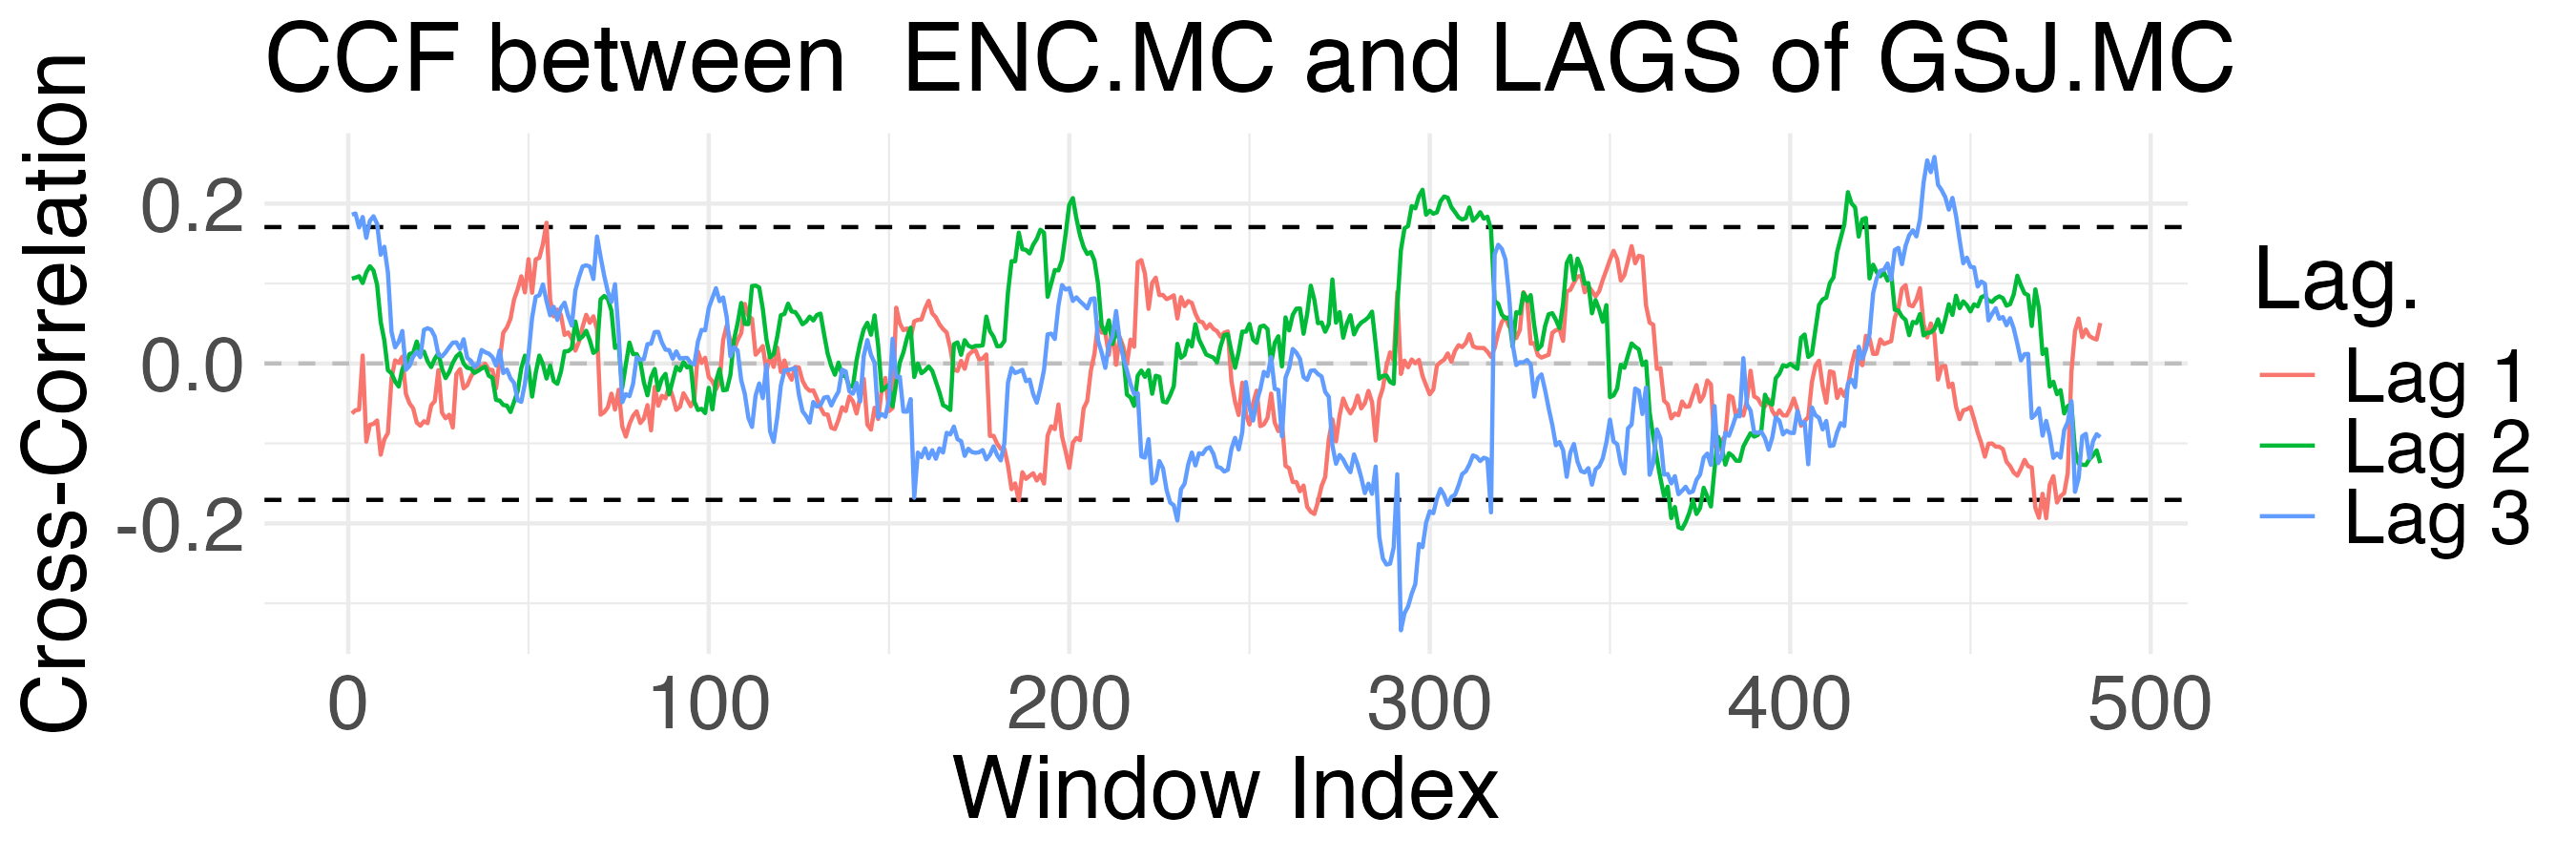 CCF between  ENC.MC and LAGS of GSJ.MC
Cross-Correlation
0.2
0.0
-0.2
0 100 200 300 400 500
Window Index
Lag.
Lag 1
Lag 2
Lag 3